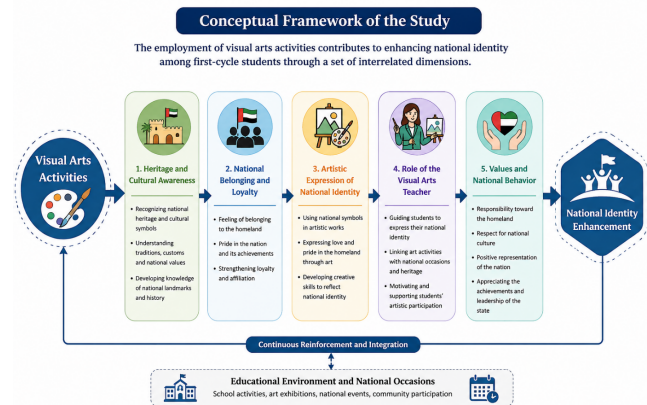 Conceptual Framework of the Study
The employment of visual arts activities contributes to enhancing national identity
among first-cycle students through a set of interrelated dimensions.
Visual Arts
Activities
1. Heritage and
Cultural Awareness
• Recognizing national
heritage and cultural
symbols
• Understanding
traditions, customs
and national values
• Developing knowledge
of national landmarks
and history
2. National
Belonging and
Loyalty
• Feeling of belonging
to the homeland
• Pride in the nation
and its achievements
• Strengthening loyalty
and affiliation
3. Artistic
Expression of
National Identity
• Using national symbols
in artistic works
• Expressing love and
pride in the homeland
through art
• Developing creative
skills to reflect
national identity
4. Role of the
Visual Arts
Teacher
• Guiding students to
express their national
identity
• Linking art activities
with national occasions
and heritage
• Motivating and
supporting students'
artistic participation
5. Values and
National Behavior
• Responsibility toward
the homeland
• Respect for national
culture
• Positive representation
of the nation
• Appreciating the
achievements and
leadership of the
state
National Identity
Enhancement
Continuous Reinforcement and Integration
Educational Environment and National Occasions
School activities, art exhibitions, national events, community participation